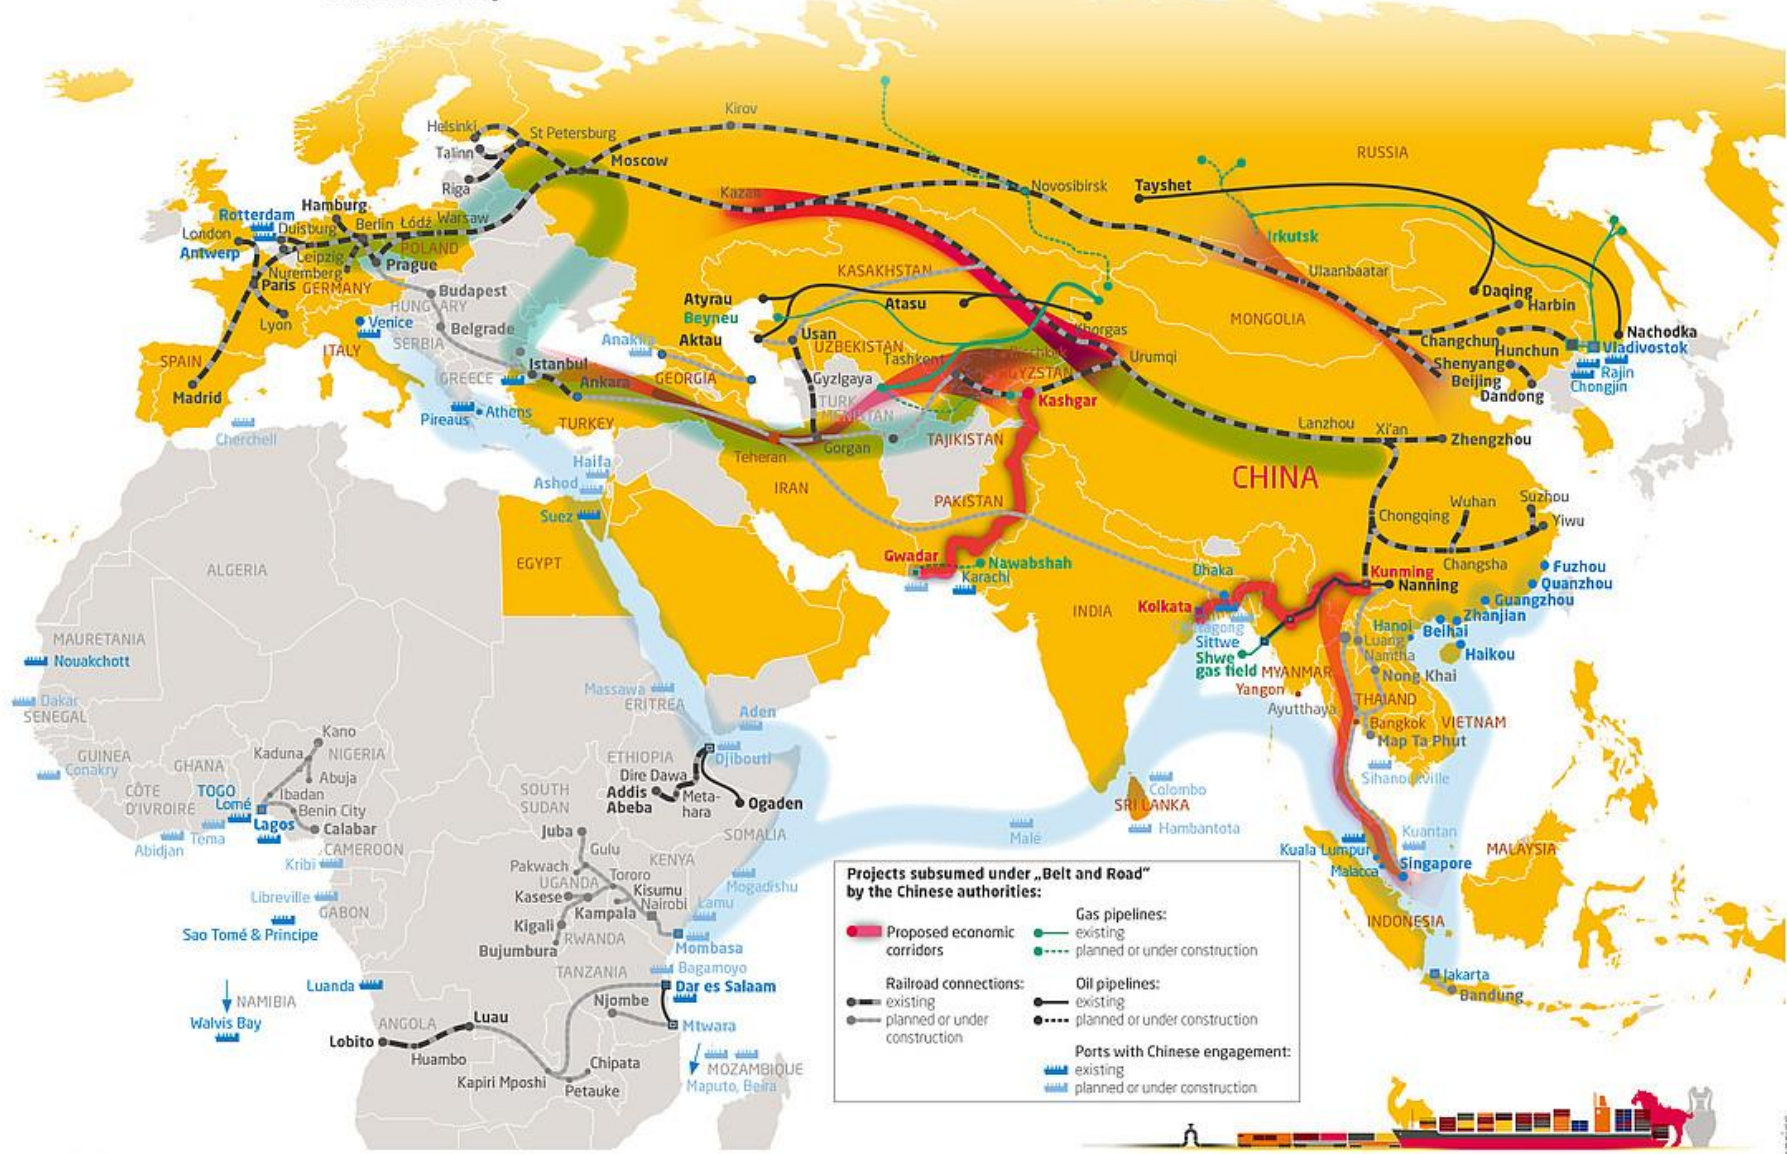 Kirov
Helsinki
St Petersburg
Talinn
Moscow
RUSSIA
Riga
Kazan
Novosibirsk
Tayshet
Hamburg
Rotterdam
Duisburg
Berlin
Łódź
Warsaw
London
Antwerp
Leipzig
POLAND
Irkutsk
Nuremberg
Prague
KASAKHSTAN
Ulaanbaatar
Paris
GERMANY
Budapest
HUNGARY
Atyrau
Atasu
Daqing
Harbin
Beyneu
Lyon
Venice
Belgrade
MONGOLIA
SERBIA
Khorgas
Nachodka
Anaklia
Aktau
Usan
Changchun
ITALY
UZBEKISTAN
Hunchun
Vladivostok
SPAIN
Istanbul
Tashkent
Urumqi
Shenyang
Rajin
Chongjin
GREECE
Ankara
GEORGIA
Gyzlgaya
Beijing
Madrid
Kashgar
Dandong
TURK
Pireaus
Athens
TURKEY
Lanzhou
Xi'an
Zhengzhou
Cherchell
TAJIKISTAN
Teheran
Gorgan
Haifa
CHINA
Ashod
IRAN
PAKISTAN
Wuhan
Suzhou
Suez
Chongqing
Yiwu
EGYPT
Gwadar
Nawabshah
Changsha
ALGERIA
Karachi
Dhaka
Kunming
Fuzhou
Nanning
Quanzhou
INDIA
Kolkata
Guangzhou
Zhanjian
MAURETANIA
Sittwe
Hanoi
Beihai
Nouakchott
Shwe
gas field
Luang
Namtha
Haikou
MYANMAR
Nong Khai
Massawa
Yangon
Dakar
SENEGAL
ERITREA
Aden
Ayutthaya
THAILAND
VIETNAM
Bangkok
Kano
Map Ta Phut
Kaduna
NIGERIA
GUINEA
Conakry
GHANA
ETHIOPIA
Djibouti
Abuja
Dire Dawa
Sihanoukville
CÔTE
D'IVROIRE
TOGO
Lomé
Ibadan
SOUTH
SUDAN
Addis
Abeba
Meta-
hara
Ogaden
Colombo
SRI LANKA
Benin City
Lagos
Calabar
Juba
SOMALIA
Malé
Hambantota
Kuantan
Tema
Abidjan
CAMEROON
Gulu
Kuala Lumpur
MALAYSIA
Kribi
Pakwach
KENYA
Malacca
Singapore
UGANDA
Tororo
Mogadishu
Libreville
Kasese
Kisumu
Nairobi
Lamu
GABON
Kampala
INDONESIA
Sao Tomé & Principe
Kigali
RWANDA
Mombasa
Bujumbura
TANZANIA
Bagamoyo
Jakarta
Luanda
Dar es Salaam
Bandung
NAMIBIA
Njombe
Walvis Bay
ANGOLA
Luau
Mtwara
Lobito
Huambo
Chipata
MOZAMBIQUE
Kapiri Mposhi
Petauke
Maputo, Beira
Projects subsumed under „Belt and Road"
by the Chinese authorities:
Proposed economic
corridors
Railroad connections:
existing
planned or under
construction
Gas pipelines:
existing
planned or under construction
Oil pipelines:
existing
planned or under construction
Ports with Chinese engagement:
existing
planned or under construction